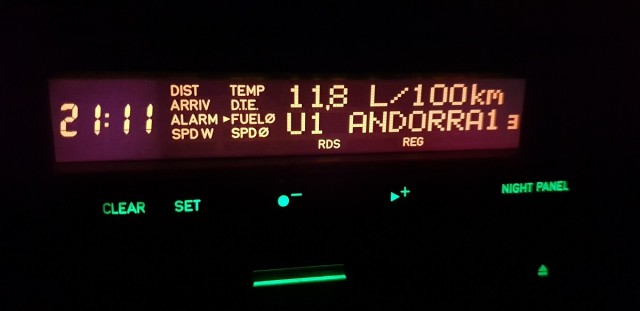 21:11
DIST TEMP 11,8 L/100km
ARRIV D.T.E.
ALARM ►FUELØ U1 ANDORRA1 3
SPD W SPDØ
RDS REG
CLEAR SET − + NIGHT PANEL